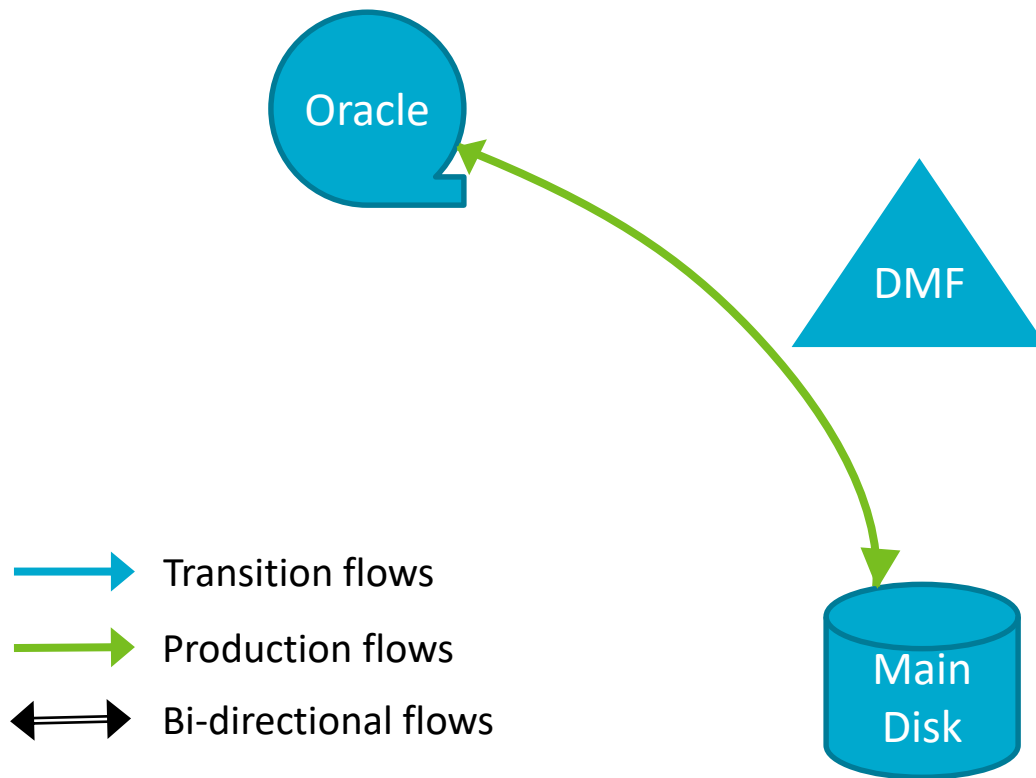 Oracle
DMF
Transition flows
Production flows
Bi-directional flows
Main
Disk